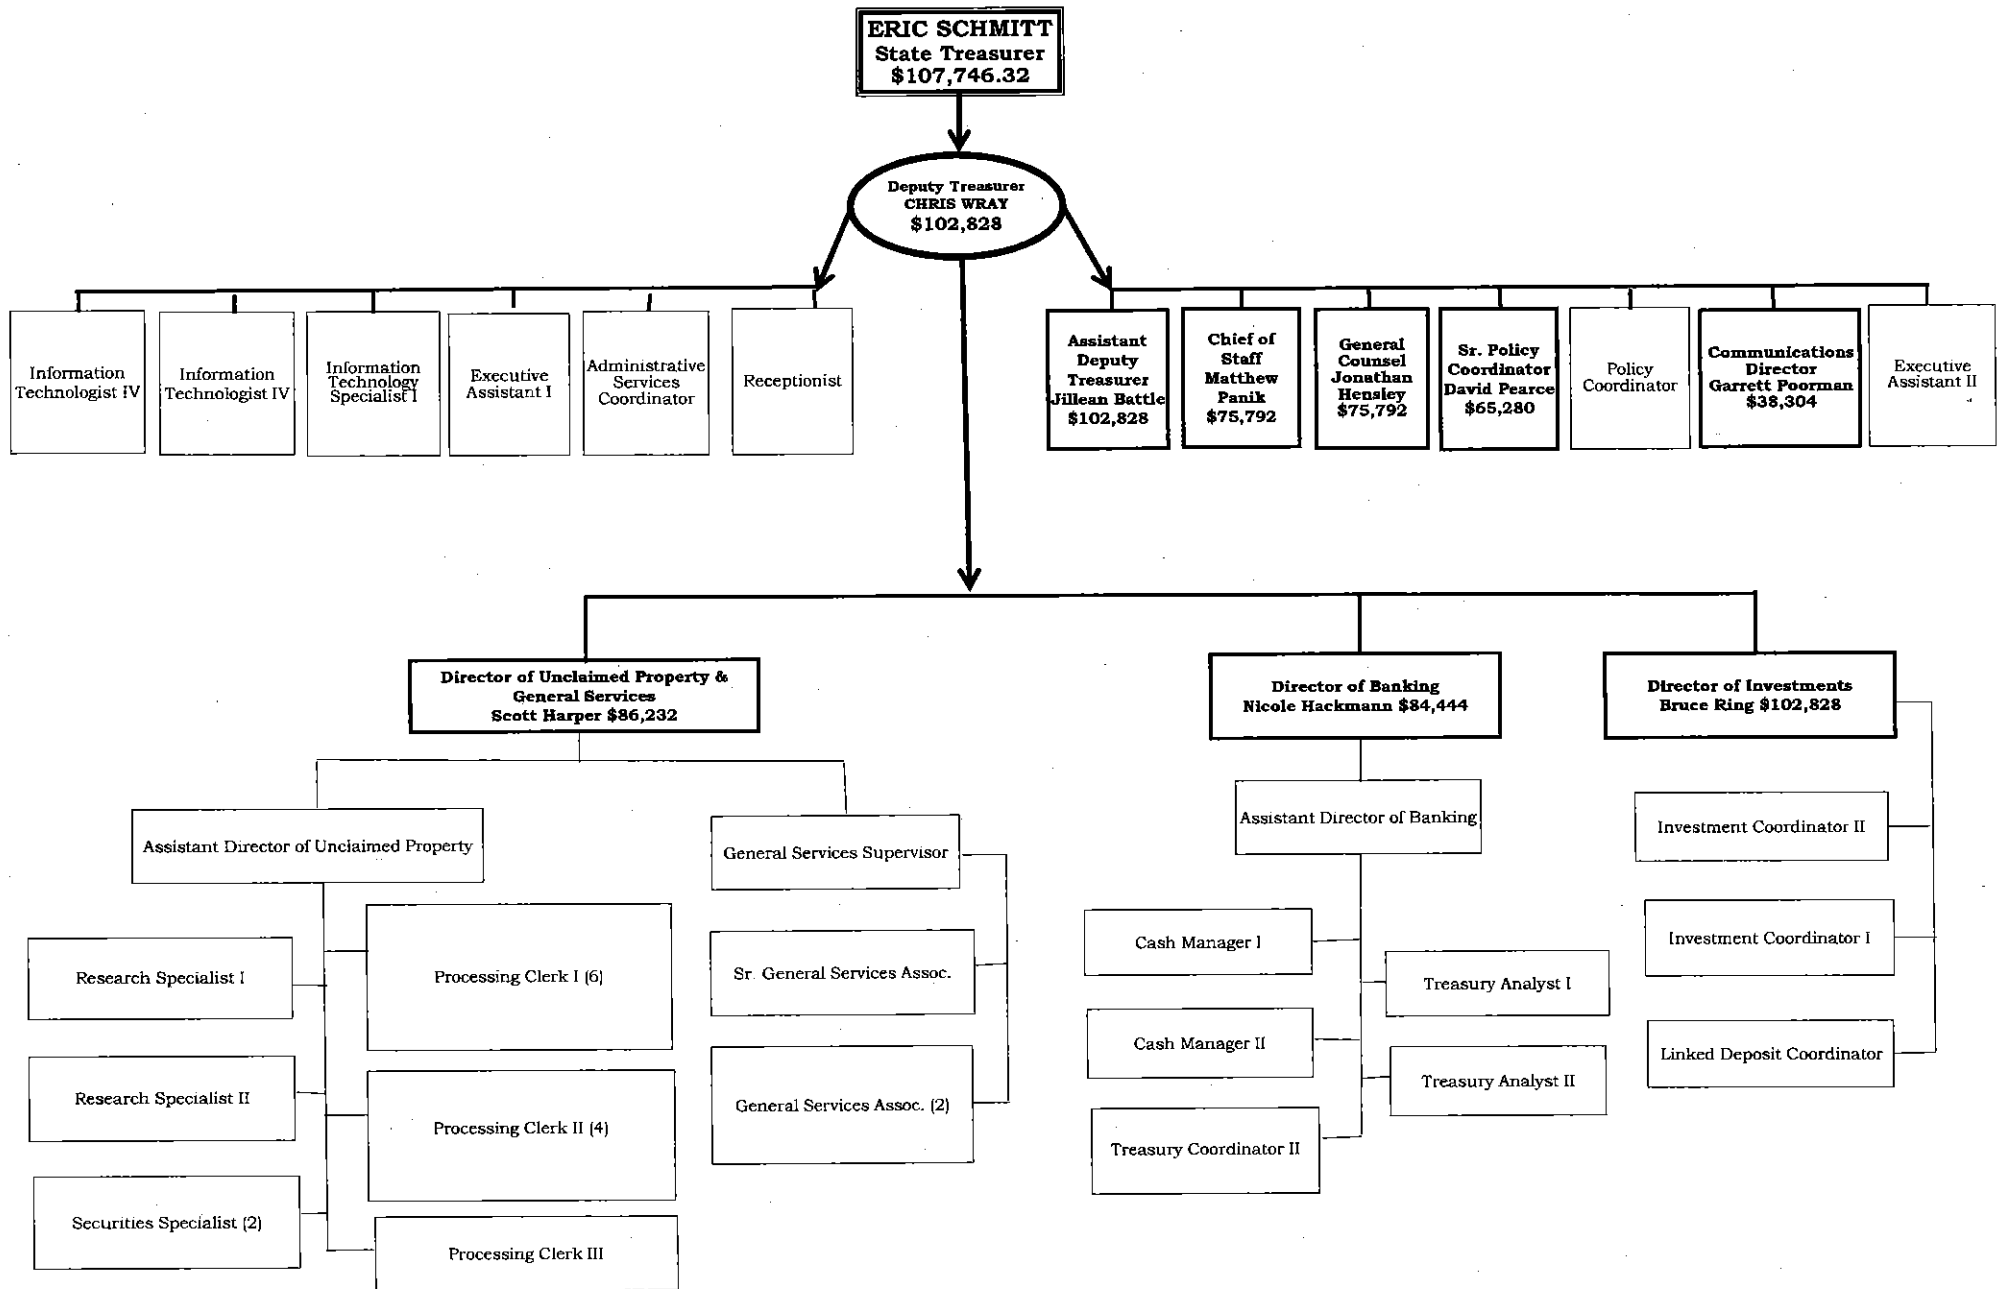 ERIC SCHMITT
State Treasurer
$107,746.32
Deputy Treasurer
CHRIS WRAY
$102,828
Information
Technologist IV
Information
Technologist IV
Information
Technology
Specialist I
Executive
Assistant I
Administrative
Services
Coordinator
Receptionist
Assistant
Deputy
Treasurer
Jillean Battle
$102,828
Chief of
Staff
Matthew
Panik
$75,792
General
Counsel
Jonathan
Hensley
$75,792
Sr. Policy
Coordinator
David Pearce
$65,280
Policy
Coordinator
Communications
Director
Garrett Poorman
$38,304
Executive
Assistant II
Director of Unclaimed Property &
General Services
Scott Harper $86,232
Director of Banking
Nicole Hackmann $84,444
Director of Investments
Bruce Ring $102,828
Assistant Director of Unclaimed Property
General Services Supervisor
Assistant Director of Banking
Investment Coordinator II
Research Specialist I
Processing Clerk I (6)
Sr. General Services Assoc.
Cash Manager I
Treasury Analyst I
Investment Coordinator I
Research Specialist II
Processing Clerk II (4)
General Services Assoc. (2)
Cash Manager II
Treasury Analyst II
Linked Deposit Coordinator
Treasury Coordinator II
Securities Specialist (2)
Processing Clerk III